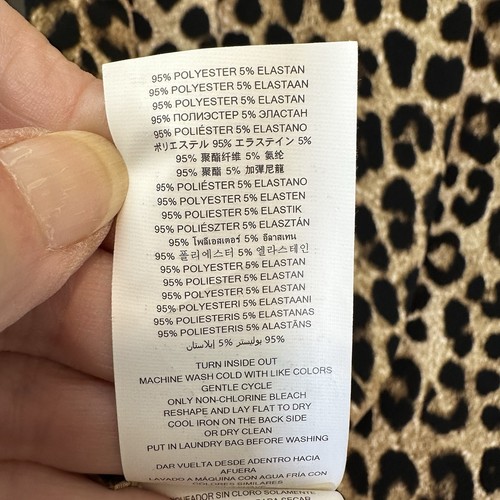 95% POLYESTER 5% ELASTAN
95% POLYESTER 5% ELASTAAN
95% POLYESTER 5% ELASTAAN
95% ПОЛИЭСТЕР 5% ЭЛАСТАН
95% POLIÉSTER 5% ELASTANO
ポリエステル 95% エラステイン 5%
95% 聚酯纤维 5% 氨纶
95% 聚酯 5% 加彈尼龍
95% POLIÉSTER 5% ELASTANO
95% POLYESTER 5% ELASTEN
95% POLIESTER 5% ELASTIK
95% POLIÉSZTER 5% ELASZTÁN
95% โพลีเอสเตอร์ 5% อีลาสเทน
95% 폴리에스터 5% 엘라스테인
95% POLYESTER 5% ELASTAN
95% POLYESTER 5% ELASTAN
95% POLYESTER 5% ELASTAN
95% POLYESTERI 5% ELASTAANI
95% POLIESTERIS 5% ELASTANAS
95% POLIESTERIS 5% ALASTĀNS
95% بوليستر 5% إيلاستان
TURN INSIDE OUT
MACHINE WASH COLD WITH LIKE COLORS
GENTLE CYCLE
ONLY NON-CHLORINE BLEACH
RESHAPE AND LAY FLAT TO DRY
COOL IRON ON THE BACK SIDE
OR DRY CLEAN
PUT IN LAUNDRY BAG BEFORE WASHING
DAR VUELTA DESDE ADENTRO HACIA
AFUERA
LAVADO A MÁQUINA CON AGUA FRÍA CON
COLORES SIMILARES
SIN CLORO SOLAMENTE